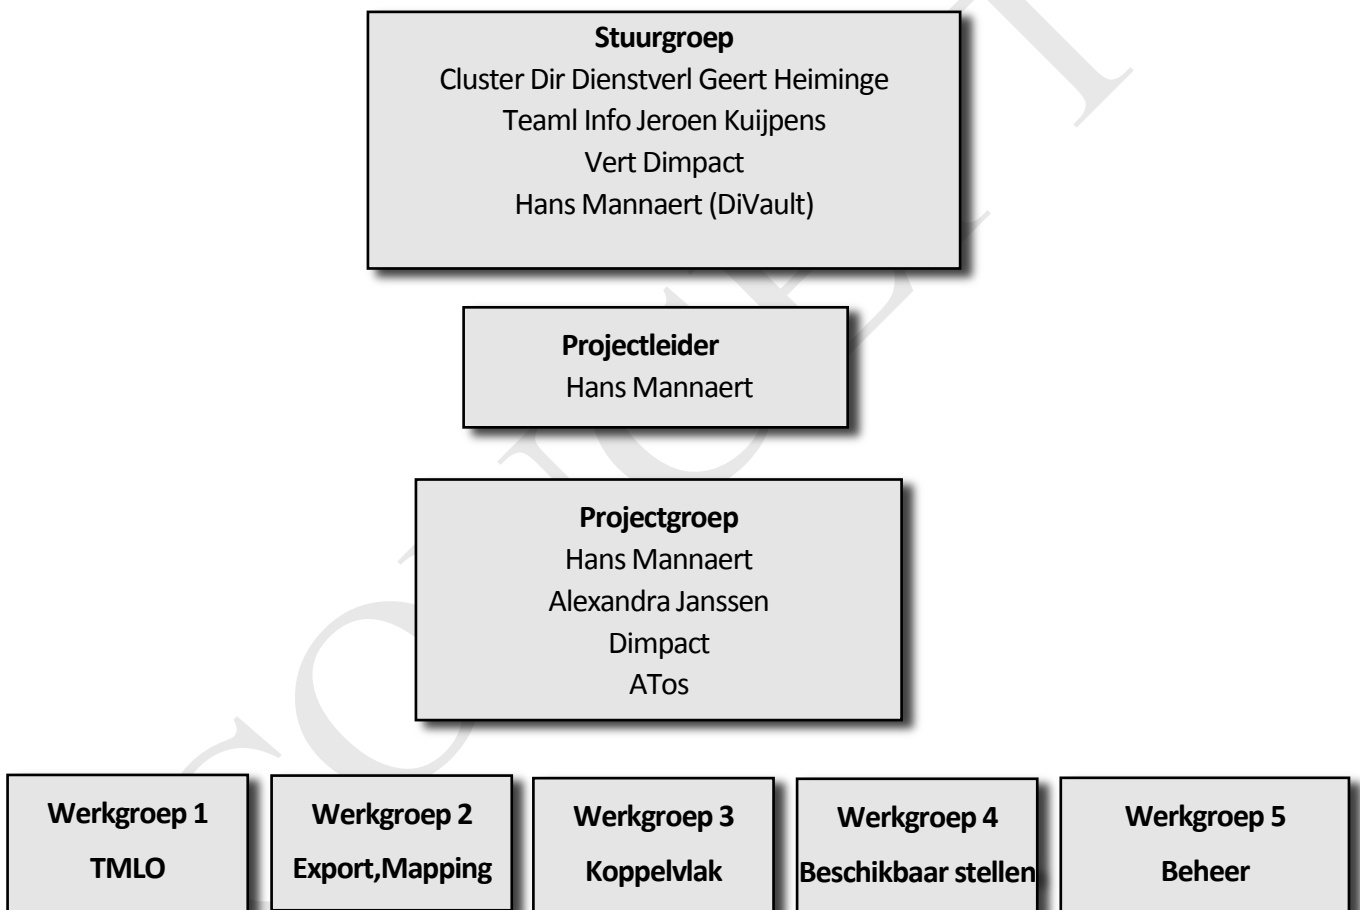 Stuurgroep
Cluster Dir Dienstverl Geert Heiminge
Teaml Info Jeroen Kuijpens
Vert Dimpact
Hans Mannaert (DiVault)
Projectleider
Hans Mannaert
Projectgroep
Hans Mannaert
Alexandra Janssen
Dimpact
ATos
Werkgroep 1
TMLO
Werkgroep 2
Export,Mapping
Werkgroep 3
Koppelvlak
Werkgroep 4
Beschikbaar stellen
Werkgroep 5
Beheer
CONCEPT